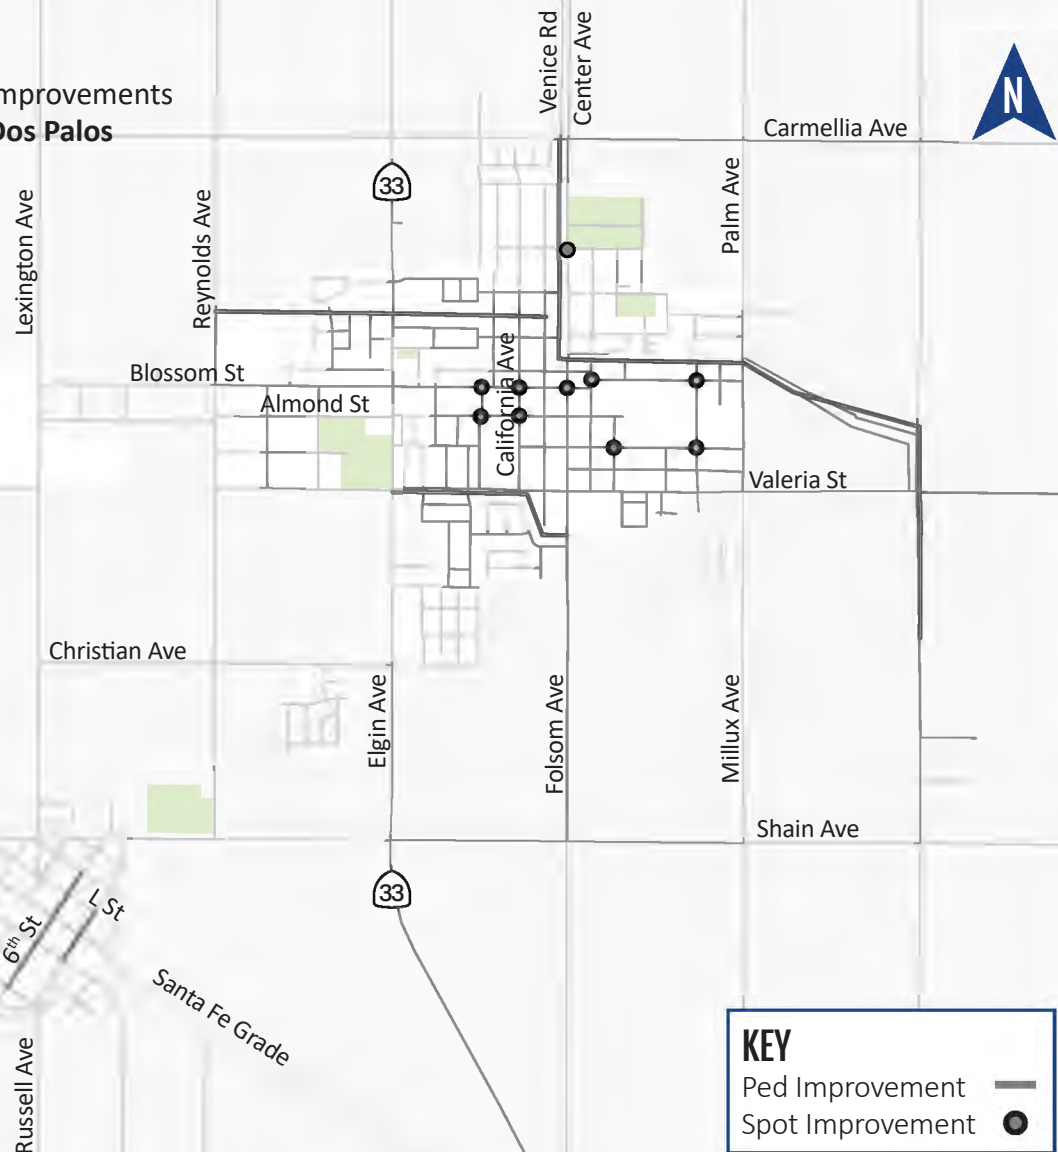 mprovements
Dos Palos
Venice Rd
Center Ave
N
Carmellia Ave
33
Palm Ave
Lexington Ave
Reynolds Ave
California Ave
Blossom St
Almond St
Valeria St
Christian Ave
Elgin Ave
Folsom Ave
Millux Ave
Shain Ave
33
L St
6th St
Santa Fe Grade
Russell Ave
KEY
Ped Improvement
Spot Improvement